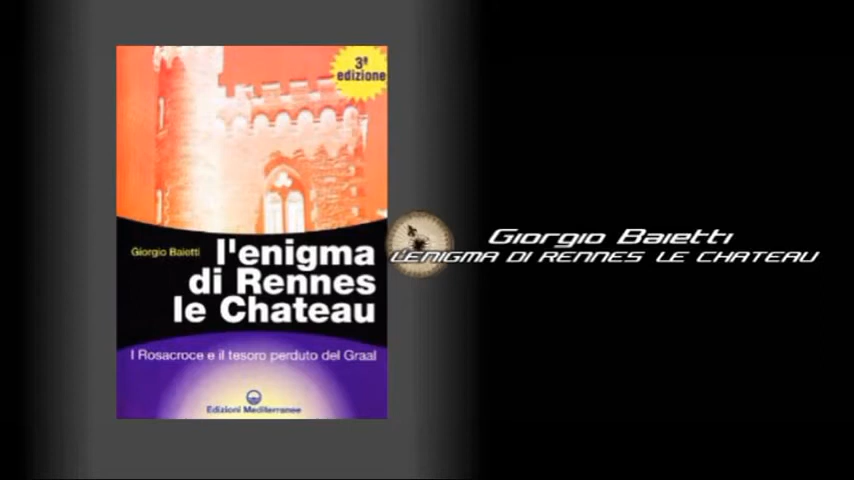 3ª
edizione
Giorgio Baietti
l'enigma
di Rennes
le Chateau
I Rosacroce e il tesoro perduto del Graal
Edizioni Mediterranee
Giorgio Baietti
L'ENIGMA DI RENNES LE CHATEAU